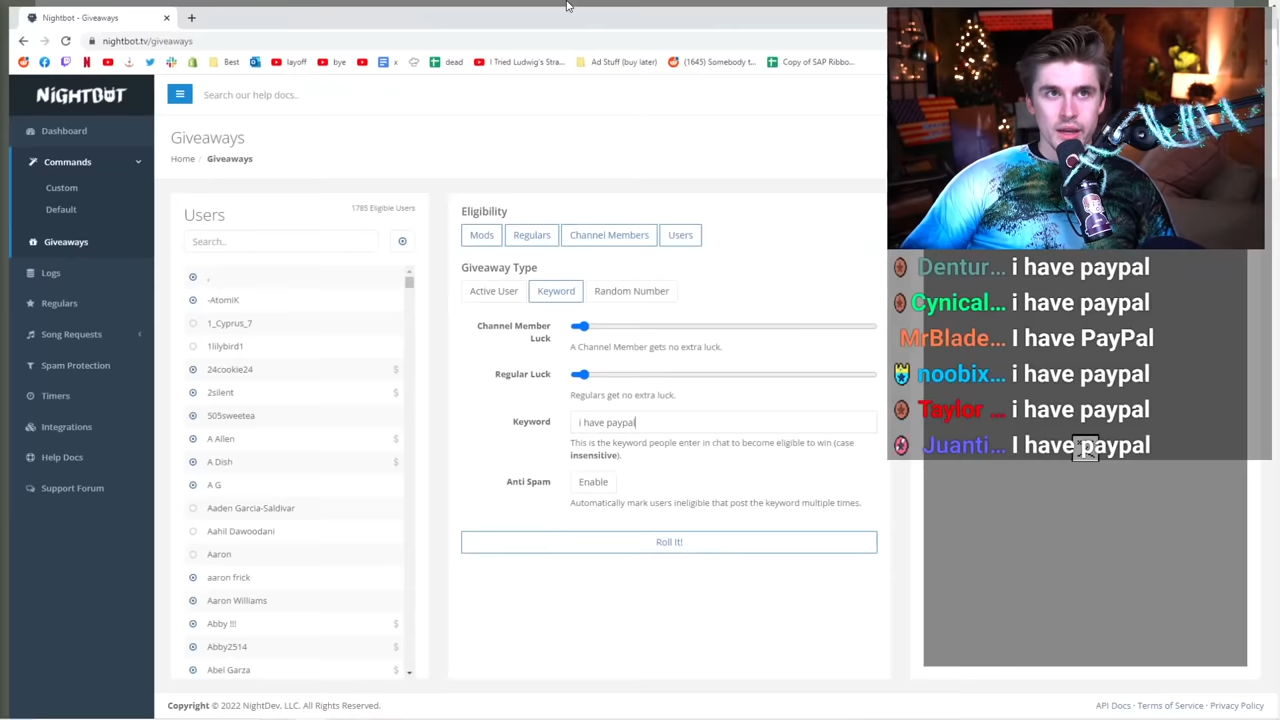 Nightbot - Giveaways
nightbot.tv/giveaways
Best
layoff
bye
x
dead
I Tried Ludwig's Stra...
Ad Stuff (buy later)
(1645) Somebody t...
Copy of SAP Ribbo...
NIGHTBOT
Search our help docs..
Dashboard
Commands
Custom
Default
Giveaways
Logs
Regulars
Song Requests
Spam Protection
Timers
Integrations
Help Docs
Support Forum
Giveaways
Home / Giveaways
Users
1785 Eligible Users
Search..
,
-AtomiK
1_Cyprus_7
1lilybird1
24cookie24 $
2silent $
505sweetea
A Allen $
A Dish $
A G
Aaden Garcia-Saldivar
Aahil Dawoodani
Aaron
aaron frick
Aaron Williams
Abby !!! $
Abby2514 $
Abel Garza $
Eligibility
Mods Regulars Channel Members Users
Giveaway Type
Active User Keyword Random Number
Channel Member
Luck
A Channel Member gets no extra luck.
Regular Luck
Regulars get no extra luck.
Keyword
i have paypal
This is the keyword people enter in chat to become eligible to win (case
insensitive).
Anti Spam
Enable
Automatically mark users ineligible that post the keyword multiple times.
Roll It!
Dentur... i have paypal
Cynical... i have paypal
MrBlade... I have PayPal
noobix... i have paypal
Taylor ... i have paypal
Juanti... I have paypal
Copyright © 2022 NightDev, LLC. All Rights Reserved.
API Docs - Terms of Service - Privacy Policy